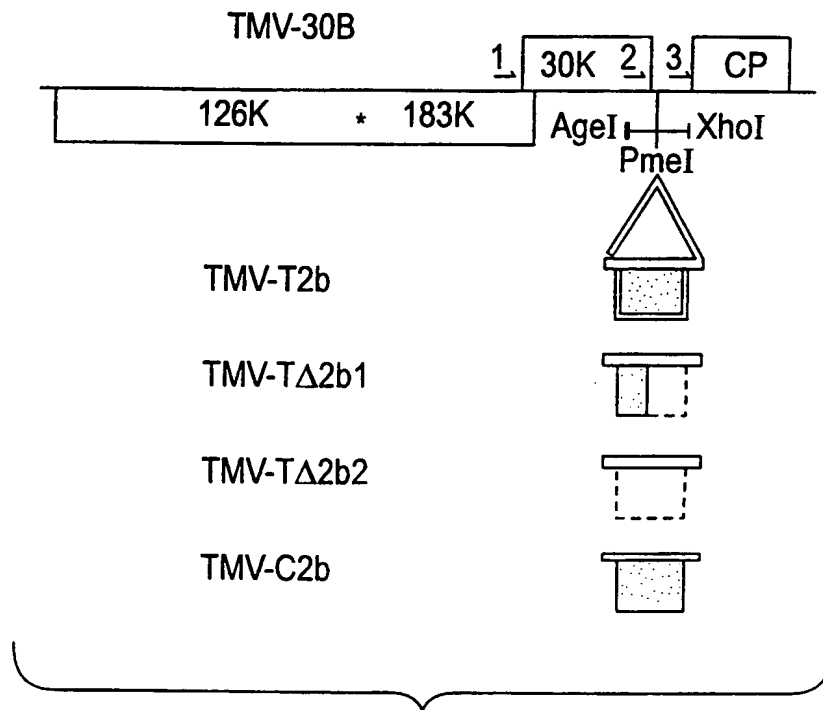 TMV-30B
1 30K 2 3 CP
126K * 183K
AgeI XhoI
PmeI
TMV-T2b
TMV-TΔ2b1
TMV-TΔ2b2
TMV-C2b